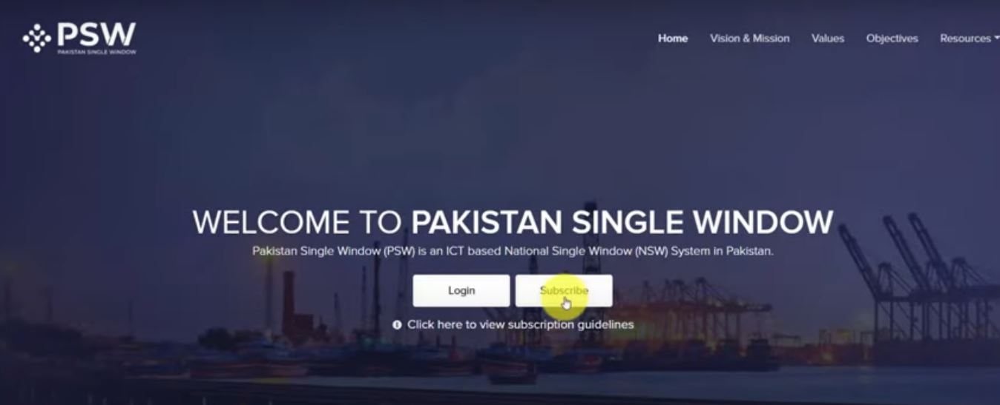 PSW
PAKISTAN SINGLE WINDOW
Home Vision & Mission Values Objectives Resources
WELCOME TO PAKISTAN SINGLE WINDOW
Pakistan Single Window (PSW) is an ICT based National Single Window (NSW) System in Pakistan.
Login Subscribe
Click here to view subscription guidelines